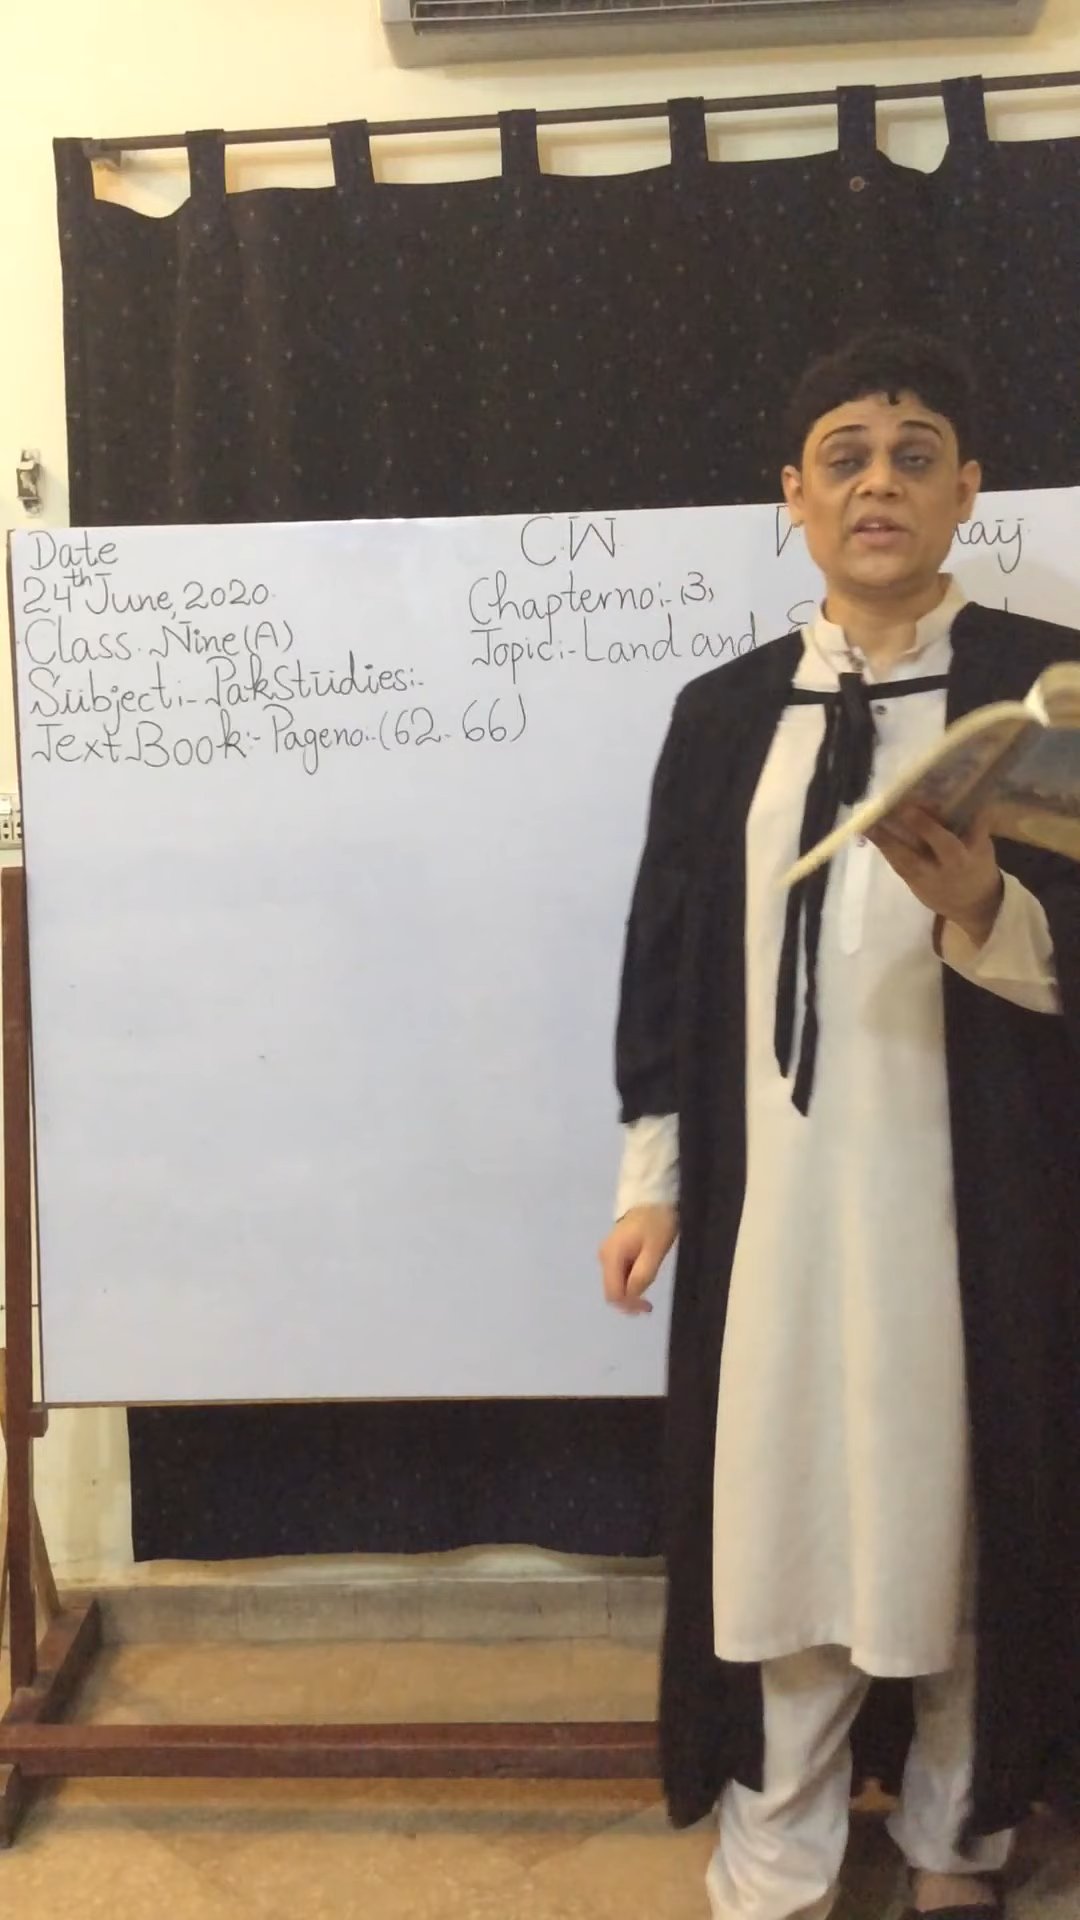 Date
C.W.
24th June, 2020.
Chapter no:- 3,
Class. Nine (A)
Topic:- Land and
Subject:- Pak Studies:-
Text Book:- Page no:- (62-66)